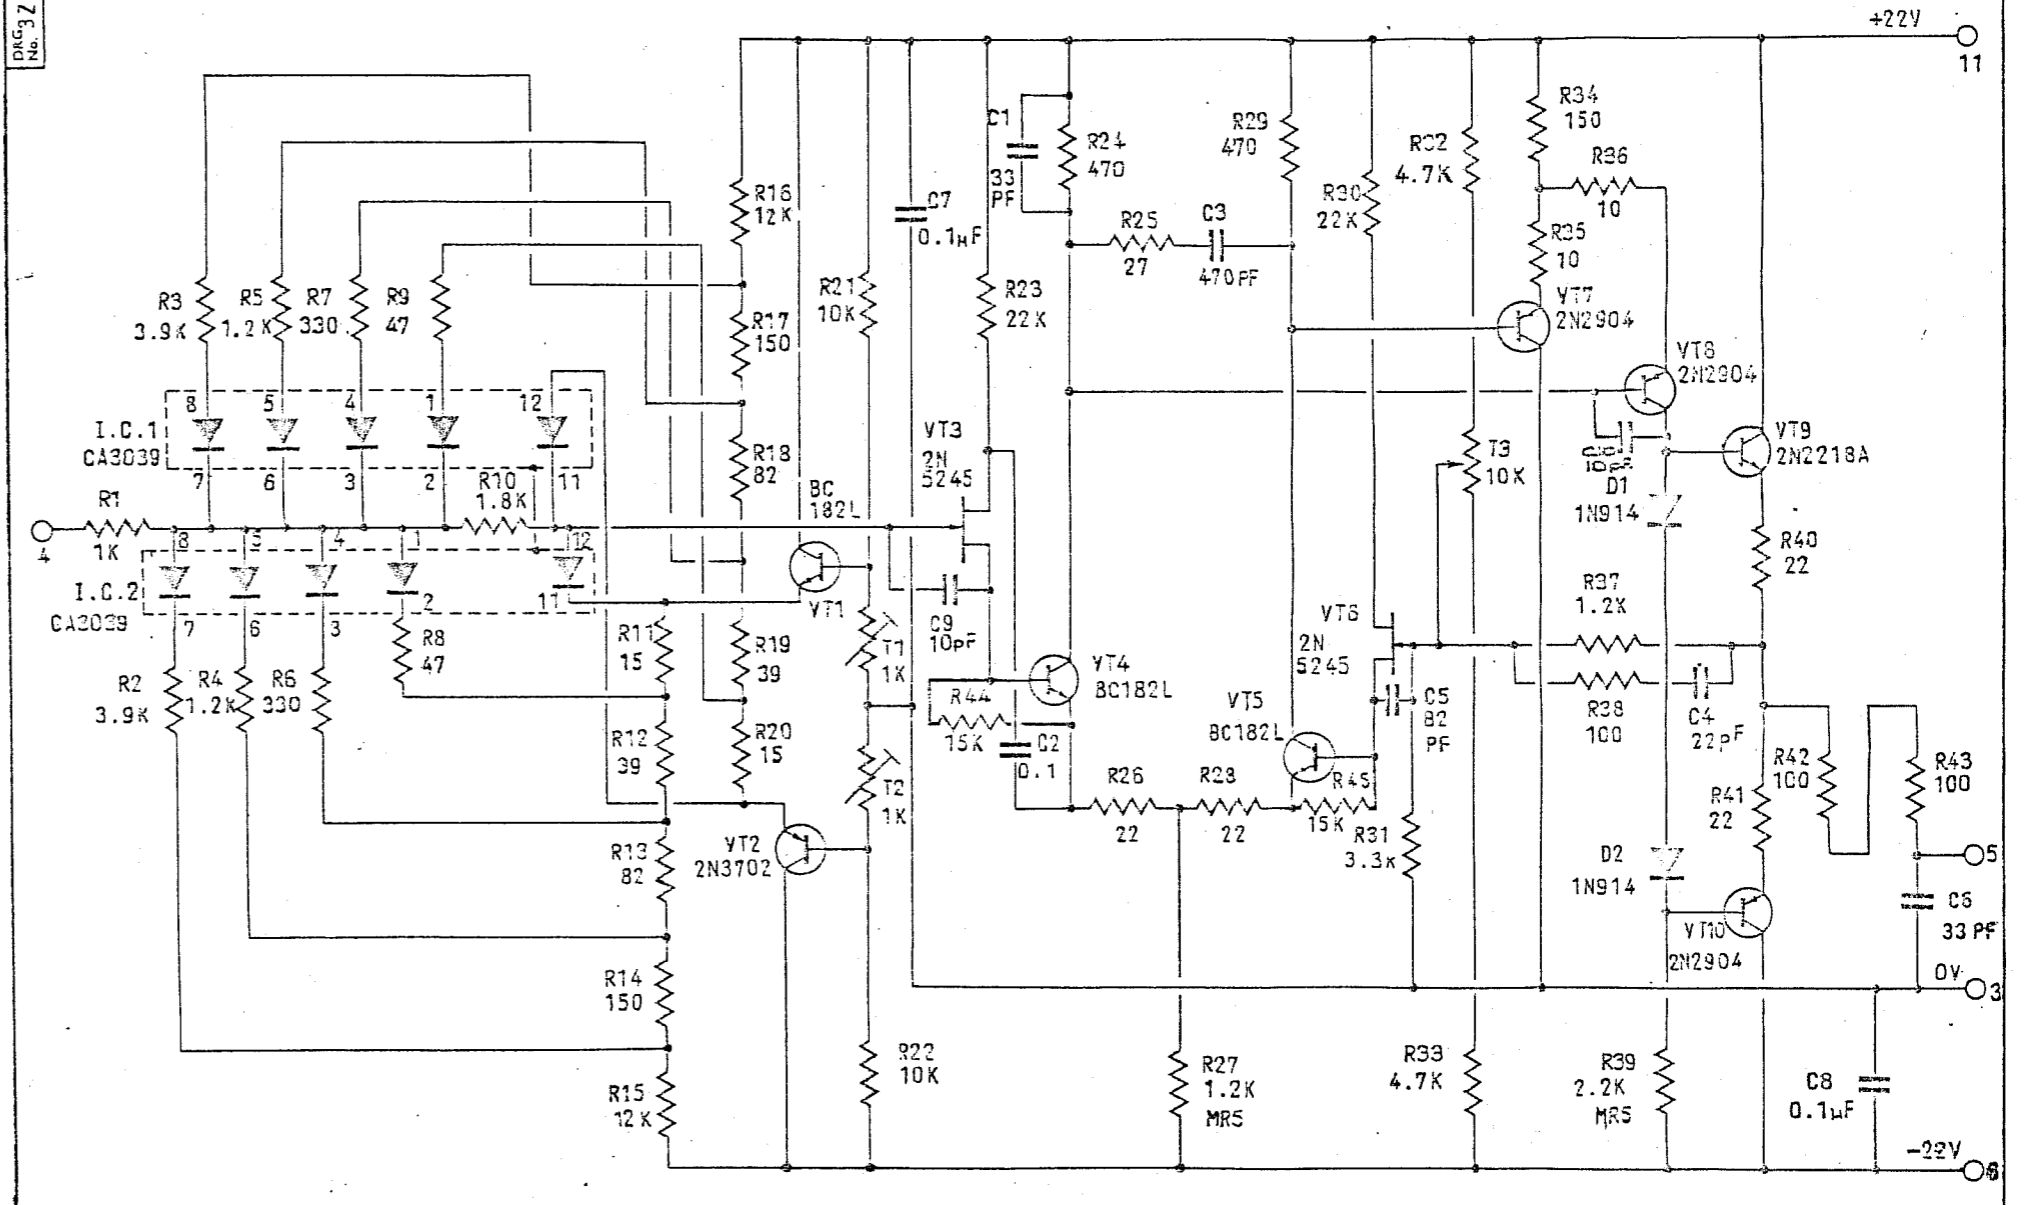 DRG.
No. 3Z
+22V
11
R3
3.9K
R5
1.2K
R7
330
R9
47
R16
12K
R17
150
R18
82
R19
39
R20
15
R21
10K
C7
0.1µF
C1
33
PF
R24
470
R25
27
C3
470PF
R23
22K
R29
470
R30
22K
4.7K
R34
150
R36
10
R35
10
VT7
2N2904
VT8
2N2904
VT9
2N2218A
I.C.1
CA3039
8
5
4
1
12
7
6
3
2
11
R10
1.8K
R1
1K
4
I.C.2
CA3039
8
5
4
1
12
7
6
3
2
11
R2
3.9K
R4
1.2K
R6
330
R8
47
R11
15
R12
39
R13
82
R14
150
R15
12K
BC
182L
VT1
VT2
2N3702
T1
1K
T2
1K
R22
10K
VT3
2N
5245
C9
10pF
R44
15K
C2
0.1
VT4
BC182L
R26
22
R28
22
VT5
BC182L
R45
15K
R27
1.2K
MR5
VT6
2N
5245
C5
82
PF
R31
3.3K
T3
10K
R33
4.7K
D1
1N914
R37
1.2K
R38
100
C4
22pF
R40
22
R41
22
R42
100
R43
100
D2
1N914
VT10
2N2904
R39
2.2K
MR5
5
C6
33PF
0V
3
C8
0.1µF
-22V